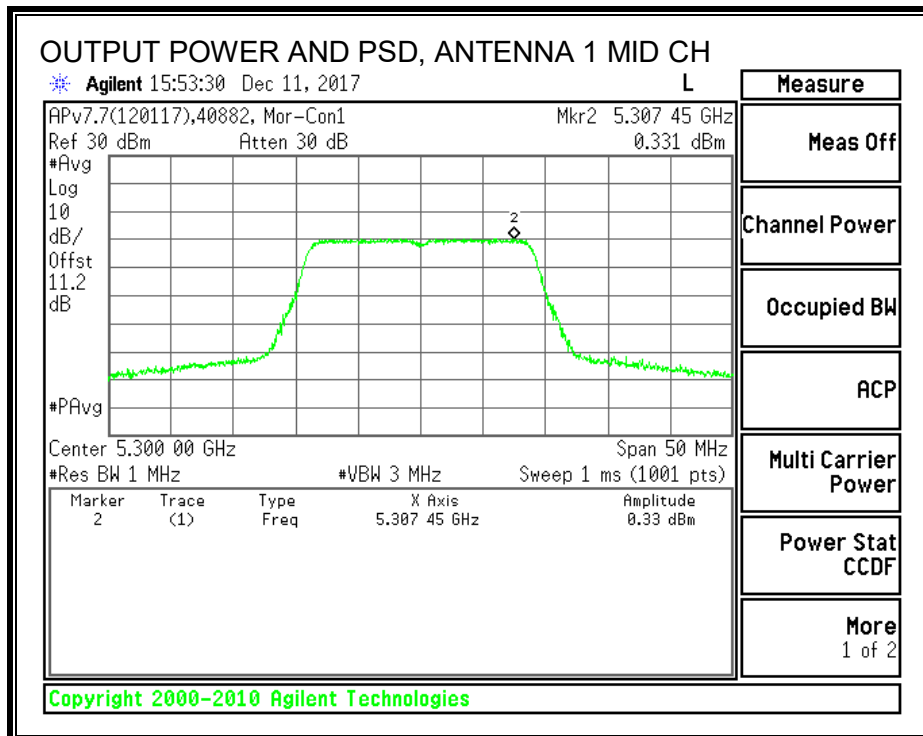 OUTPUT POWER AND PSD, ANTENNA 1 MID CH
Agilent 15:53:30 Dec 11, 2017 L
APv7.7(120117),40882, Mor-Con1 Mkr2 5.307 45 GHz
Ref 30 dBm Atten 30 dB 0.331 dBm
#Avg
Log
10
dB/
Offst
11.2
dB
#PAvg
2
Center 5.300 00 GHz Span 50 MHz
#Res BW 1 MHz #VBW 3 MHz Sweep 1 ms (1001 pts)
Marker Trace Type X Axis Amplitude
2 (1) Freq 5.307 45 GHz 0.33 dBm
Measure
Meas Off
Channel Power
Occupied BW
ACP
Multi Carrier
Power
Power Stat
CCDF
More
1 of 2
Copyright 2000-2010 Agilent Technologies